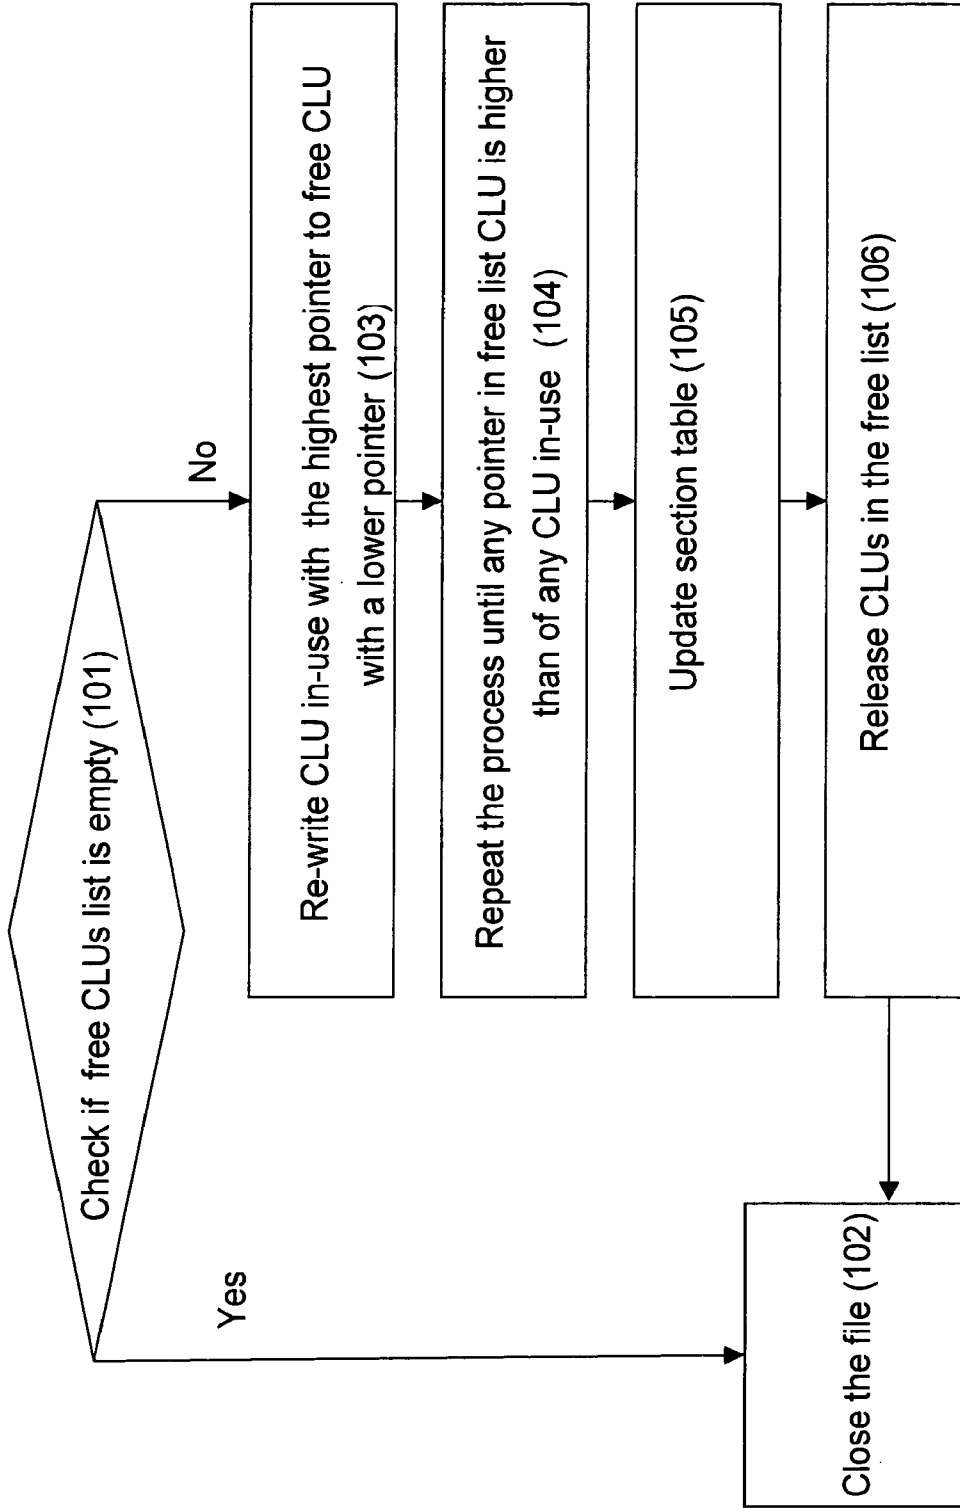 Check if free CLUs list is empty (101)
No
Yes
Re-write CLU in-use with the highest pointer to free CLU
with a lower pointer (103)
Repeat the process until any pointer in free list CLU is higher
than of any CLU in-use (104)
Update section table (105)
Release CLUs in the free list (106)
Close the file (102)